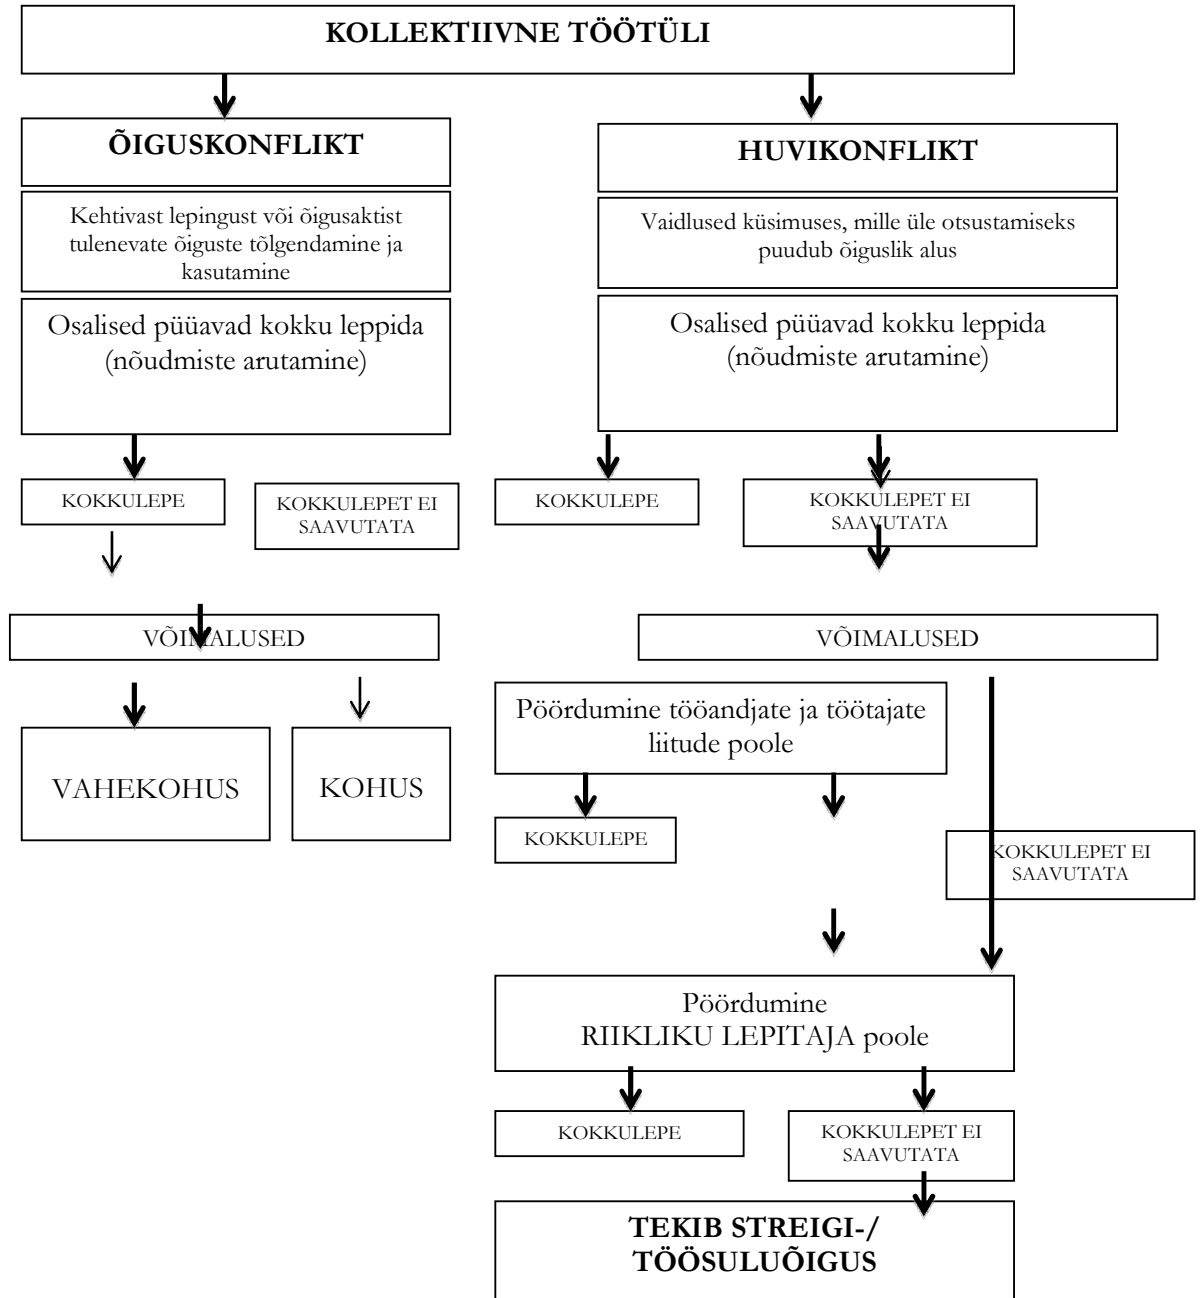 KOLLEKTIIVNE TÖÖTÜLI
ÕIGUSKONFLIKT
Kehtivast lepingust või õigusaktist
tulenevate õiguste tõlgendamine ja
kasutamine
Osalised püüavad kokku leppida
(nõudmiste arutamine)
KOKKULEPE
KOKKULEPET EI
SAAVUTATA
VÕIMALUSED
VAHEKOHUS
KOHUS
HUVIKONFLIKT
Vaidlused küsimuses, mille üle otsustamiseks
puudub õiguslik alus
Osalised püüavad kokku leppida
(nõudmiste arutamine)
KOKKULEPE
KOKKULEPET EI
SAAVUTATA
VÕIMALUSED
Pöördumine tööandjate ja töötajate
liitude poole
KOKKULEPE
KOKKULEPET EI
SAAVUTATA
Pöördumine
RIIKLIKU LEPITAJA poole
KOKKULEPE
KOKKULEPET EI
SAAVUTATA
TEKIB STREIGI-/
TÖÖSULUÕIGUS